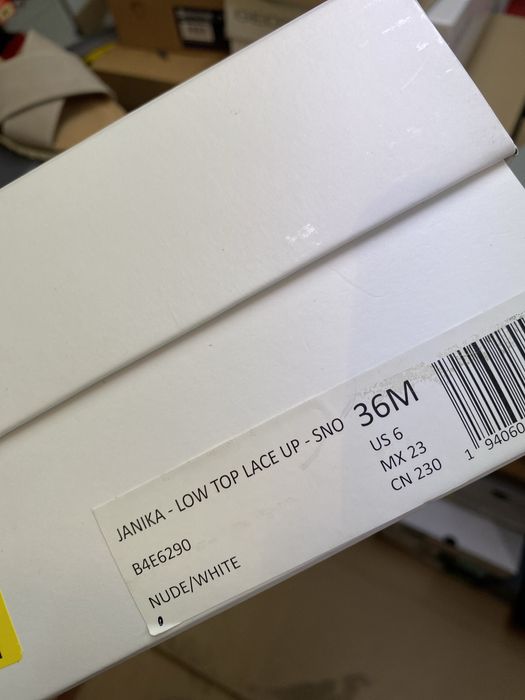 JANIKA - LOW TOP LACE UP - SNO
36M
B4E6290
US 6
MX 23
NUDE/WHITE
CN 230
1 94060